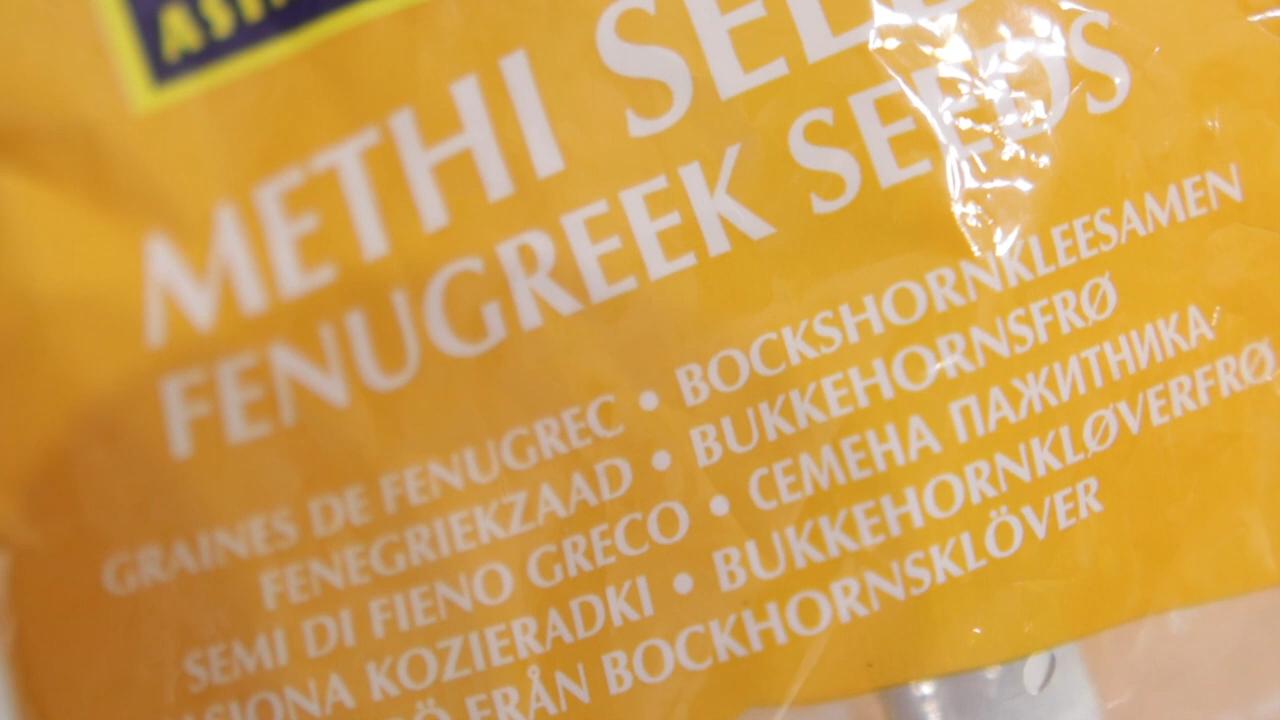 METHI
FENUGREEK SEEDS
GRAINES DE FENUGREC • BOCKSHORNKLEESAMEN
FENEGRIEKZAAD • BUKKEHORNSFRØ
SEMI DI FIENO GRECO • СЕМЕНА ПАЖИТНИКА
KOZIERADKI • BUKKEHORNKLØVERFRØ
FRÅN BOCKHORNSKLÖVER